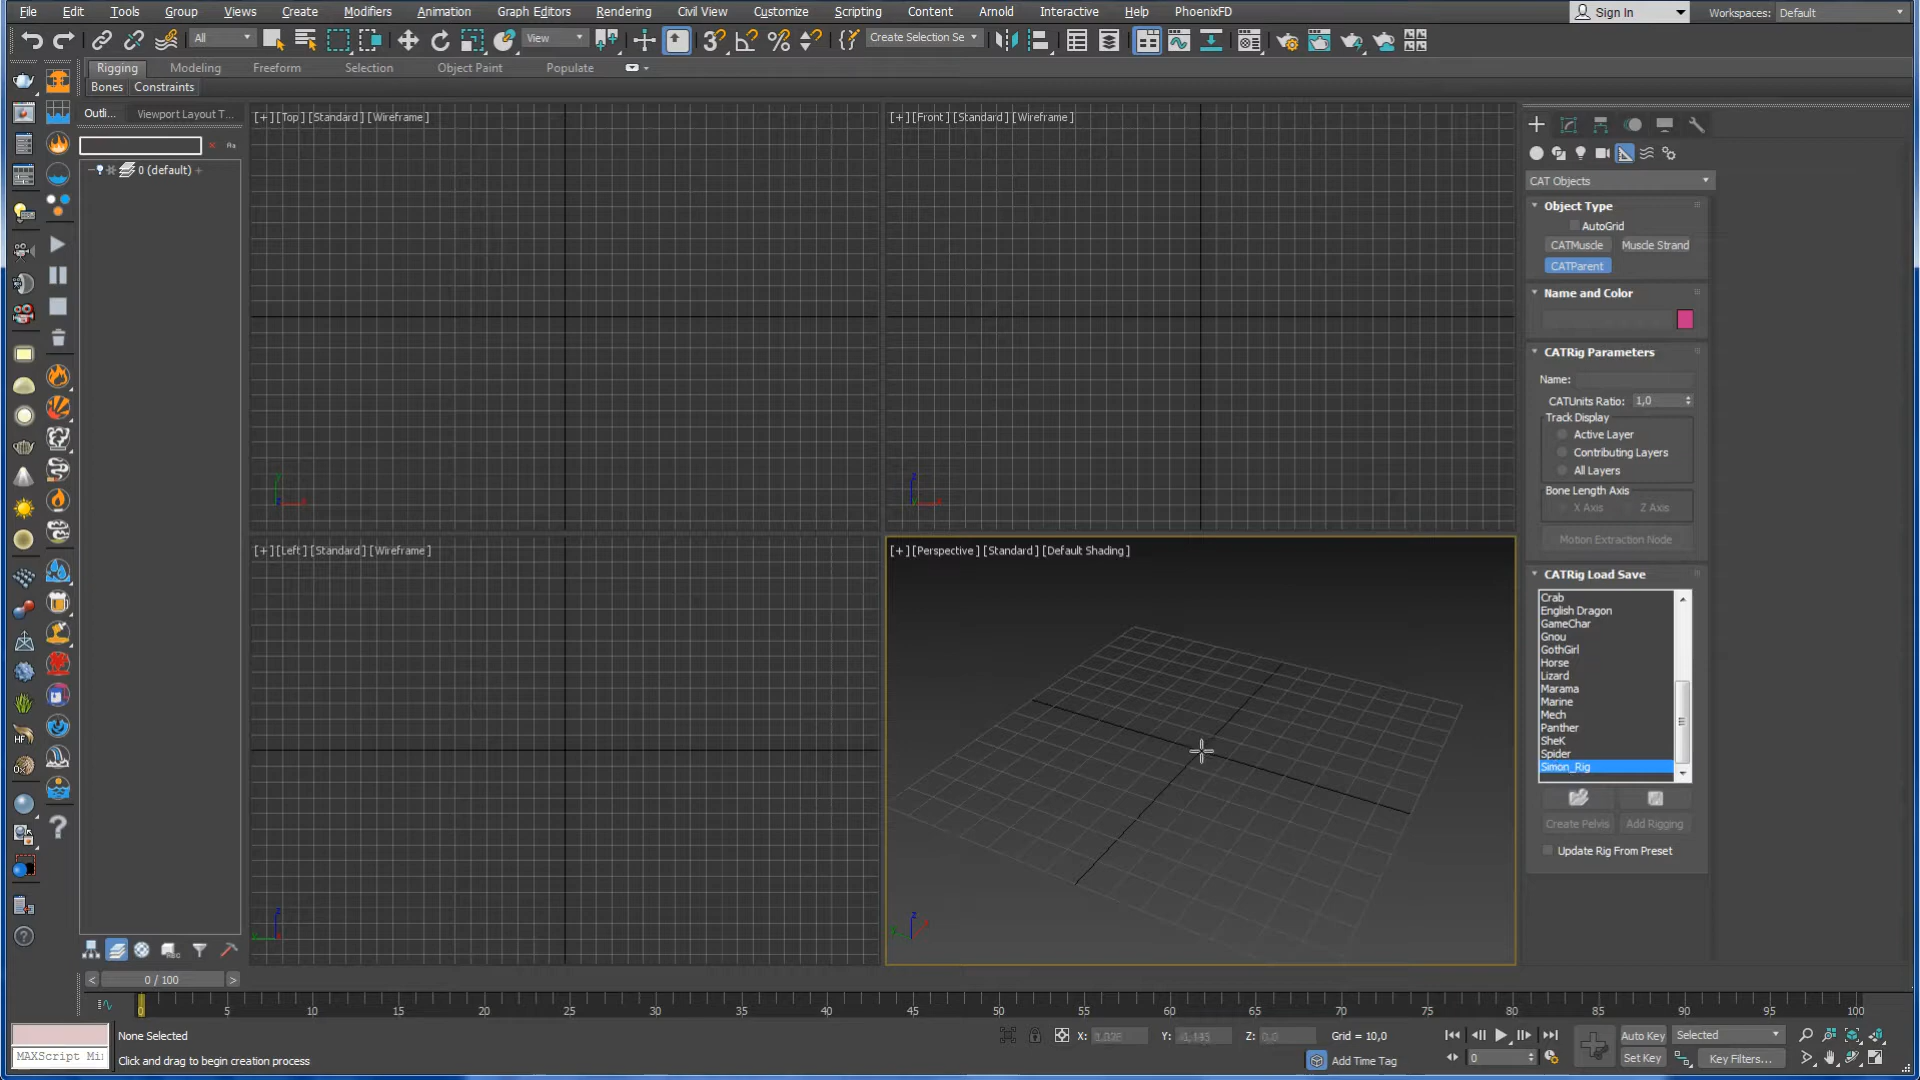 File Edit Tools Group Views Create Modifiers Animation Graph Editors Rendering Civil View Customize Scripting Content Arnold Interactive Help PhoenixFD Sign In Workspaces: Default
All View Create Selection Se
Rigging Modeling Freeform Selection Object Paint Populate
Bones Constraints
Outli... Viewport Layout T...
0 (default)
[+] [Top] [Standard] [Wireframe]
[+] [Front] [Standard] [Wireframe]
[+] [Left] [Standard] [Wireframe]
[+] [Perspective] [Standard] [Default Shading]
CAT Objects
Object Type
AutoGrid
CATMuscle Muscle Strand
CATParent
Name and Color
CATRig Parameters
Name:
CATUnits Ratio: 1,0
Track Display
Active Layer
Contributing Layers
All Layers
Bone Length Axis
X Axis Z Axis
Motion Extraction Node
CATRig Load Save
Crab
English Dragon
GameChar
Gnou
GothGirl
Horse
Lizard
Marama
Marine
Mech
Panther
SheK
Spider
Simon_Rig
Create Pelvis Add Rigging
Update Rig From Preset
< 0 / 100 >
0 5 10 15 20 25 30 35 40 45 50 55 60 65 70 75 80 85 90 95 100
None Selected X: Y: Z: 0,0 Grid = 10,0 Auto Key Selected
MAXScript Mi Click and drag to begin creation process Add Time Tag 0 Set Key Key Filters...